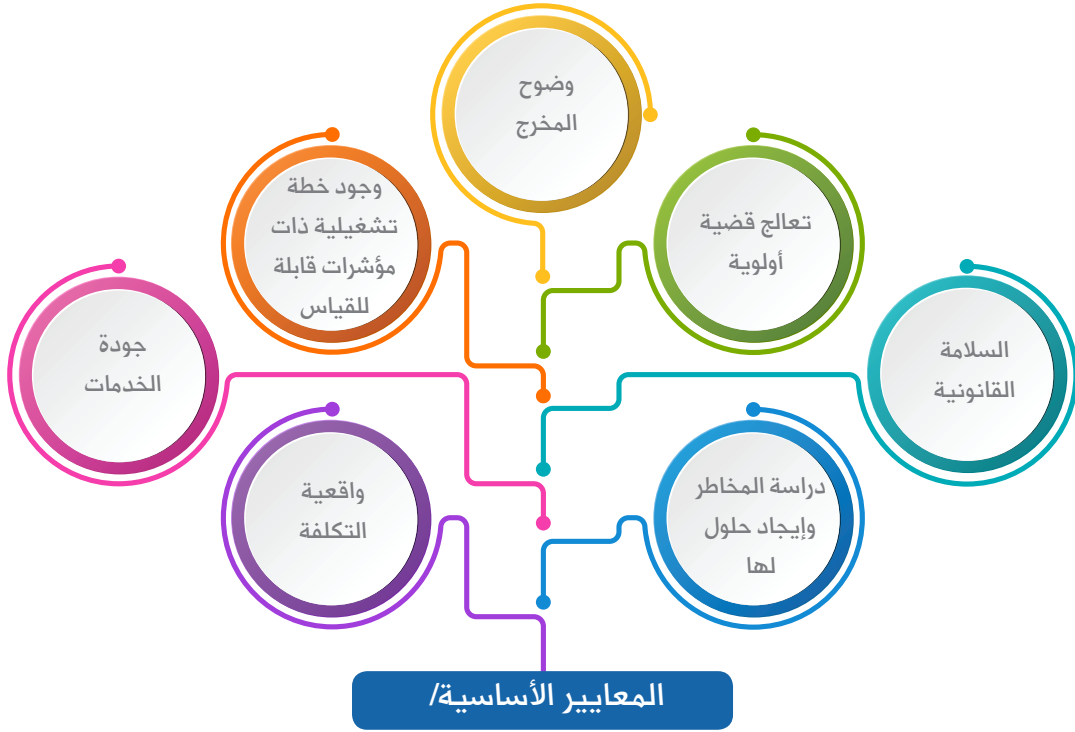 وضوح
المخرج
تعالج قضية
أولوية
وجود خطة
تشغيلية ذات
مؤشرات قابلة
للقياس
السلامة
القانونية
جودة
الخدمات
دراسة المخاطر
وإيجاد حلول
لها
واقعية
التكلفة
المعايير الأساسية/